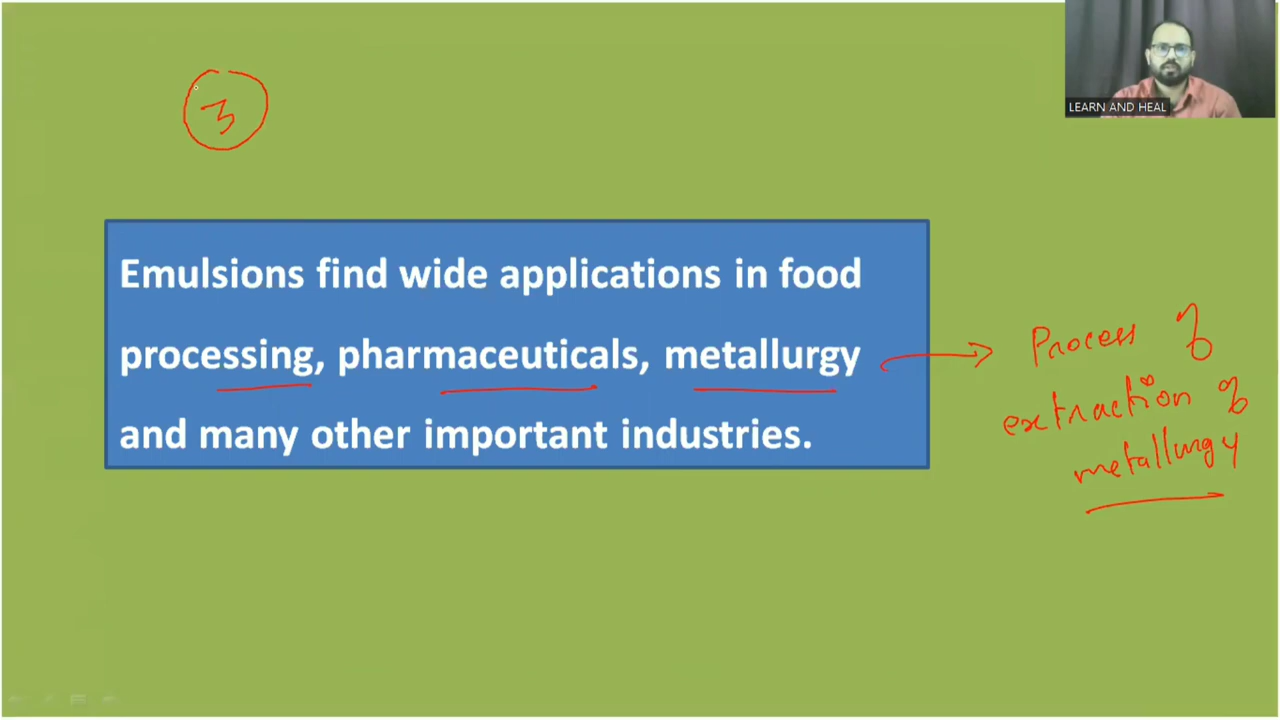 3
LEARN AND HEAL
Emulsions find wide applications in food
processing, pharmaceuticals, metallurgy
and many other important industries.
Process of
extraction of
metallurgy